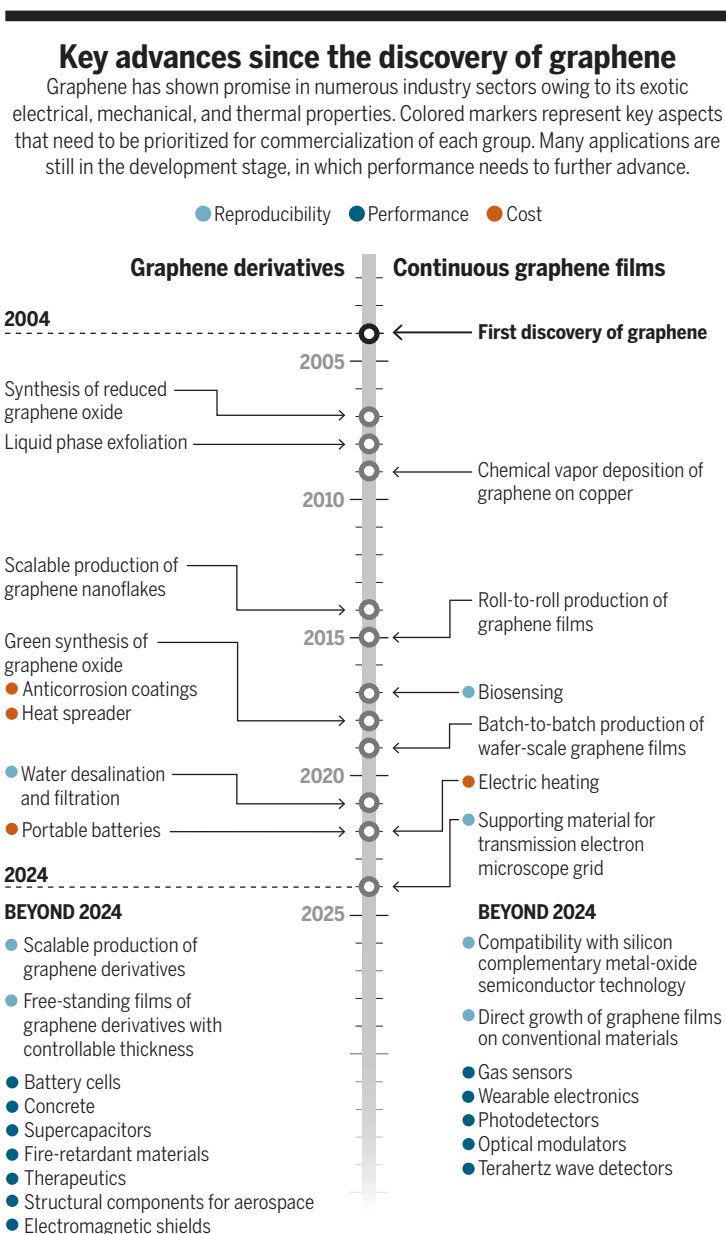 Key advances since the discovery of graphene
Graphene has shown promise in numerous industry sectors owing to its exotic
electrical, mechanical, and thermal properties. Colored markers represent key aspects
that need to be prioritized for commercialization of each group. Many applications are
still in the development stage, in which performance needs to further advance.
Reproducibility Performance Cost
Graphene derivatives
Continuous graphene films
2004
First discovery of graphene
2005
Synthesis of reduced
graphene oxide
Liquid phase exfoliation
Chemical vapor deposition of
graphene on copper
2010
Scalable production of
graphene nanoflakes
Roll-to-roll production of
graphene films
2015
Green synthesis of
graphene oxide
Anticorrosion coatings
Heat spreader
Biosensing
Batch-to-batch production of
wafer-scale graphene films
2020
Water desalination
and filtration
Electric heating
Portable batteries
Supporting material for
transmission electron
microscope grid
2024
2025
BEYOND 2024
Scalable production of
graphene derivatives
Free-standing films of
graphene derivatives with
controllable thickness
Battery cells
Concrete
Supercapacitors
Fire-retardant materials
Therapeutics
Structural components for aerospace
Electromagnetic shields
BEYOND 2024
Compatibility with silicon
complementary metal-oxide
semiconductor technology
Direct growth of graphene films
on conventional materials
Gas sensors
Wearable electronics
Photodetectors
Optical modulators
Terahertz wave detectors